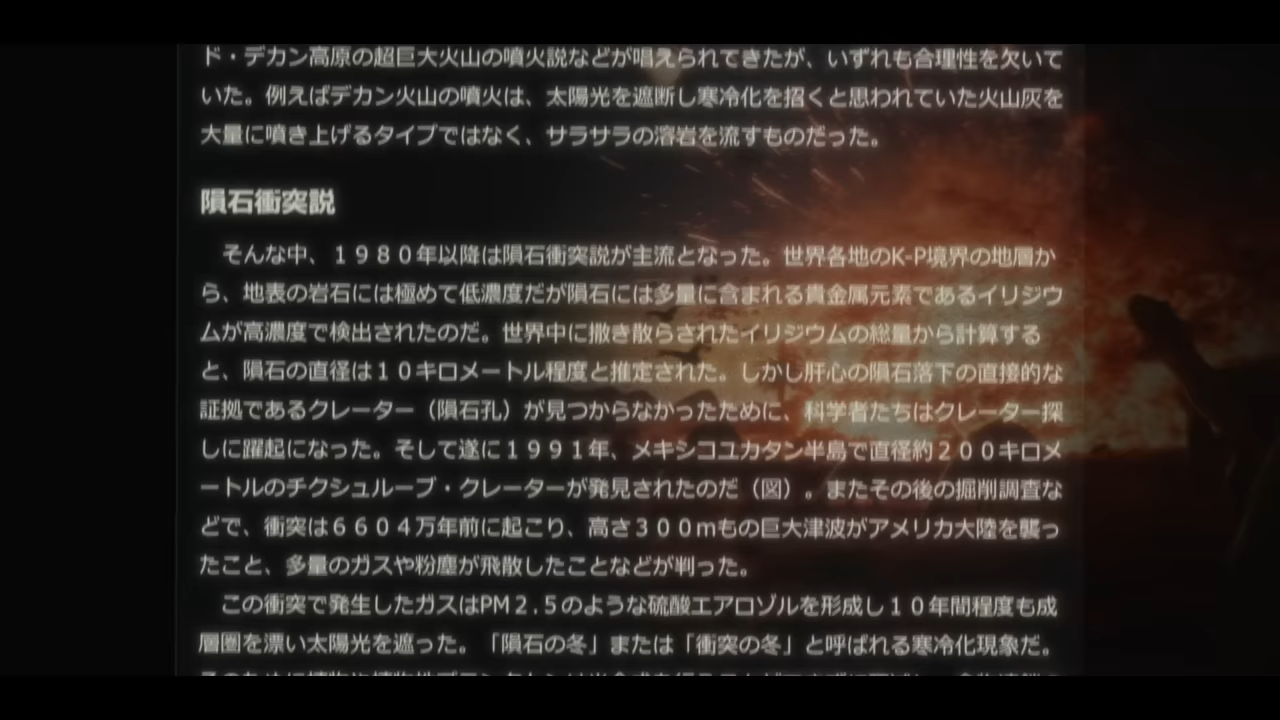 ド・デカン高原の超巨大火山の噴火説などが唱えられてきたが、いずれも合理性を欠いて
いた。例えばデカン火山の噴火は、太陽光を遮断し寒冷化を招くと思われていた火山灰を
大量に噴き上げるタイプではなく、サラサラの溶岩を流すものだった。
隕石衝突説
　そんな中、１９８０年以降は隕石衝突説が主流となった。世界各地のK-P境界の地層か
ら、地表の岩石には極めて低濃度だが隕石には多量に含まれる貴金属元素であるイリジウ
ムが高濃度で検出されたのだ。世界中に撒き散らされたイリジウムの総量から計算する
と、隕石の直径は１０キロメートル程度と推定された。しかし肝心の隕石落下の直接的な
証拠であるクレーター（隕石孔）が見つからなかったために、科学者たちはクレーター探
しに躍起になった。そして遂に１９９１年、メキシコユカタン半島で直径約２００キロメ
ートルのチクシュルーブ・クレーターが発見されたのだ（図）。またその後の掘削調査な
どで、衝突は６６０４万年前に起こり、高さ３００ｍもの巨大津波がアメリカ大陸を襲っ
たこと、多量のガスや粉塵が飛散したことなどが判った。
　この衝突で発生したガスはPM２.５のような硫酸エアロゾルを形成し１０年間程度も成
層圏を漂い太陽光を遮った。「隕石の冬」または「衝突の冬」と呼ばれる寒冷化現象だ。